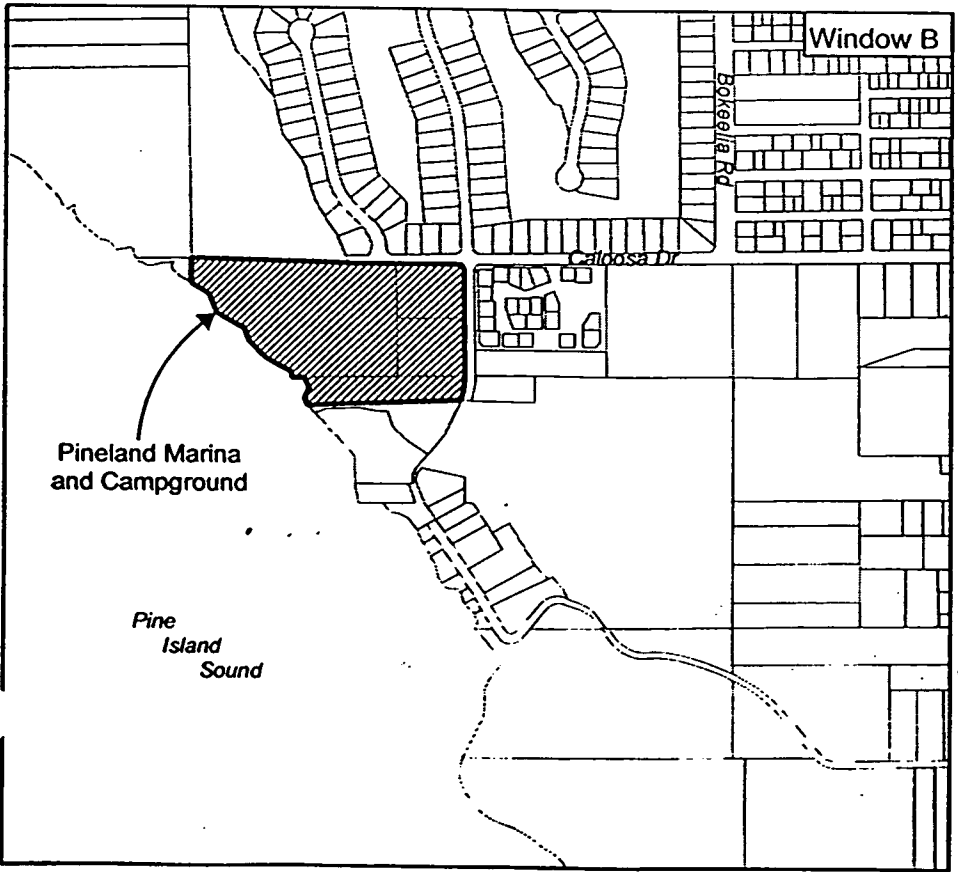 Window B
Bokeelia Rd
Caloosa Dr
Pineland Marina
and Campground
Pine
Island
Sound